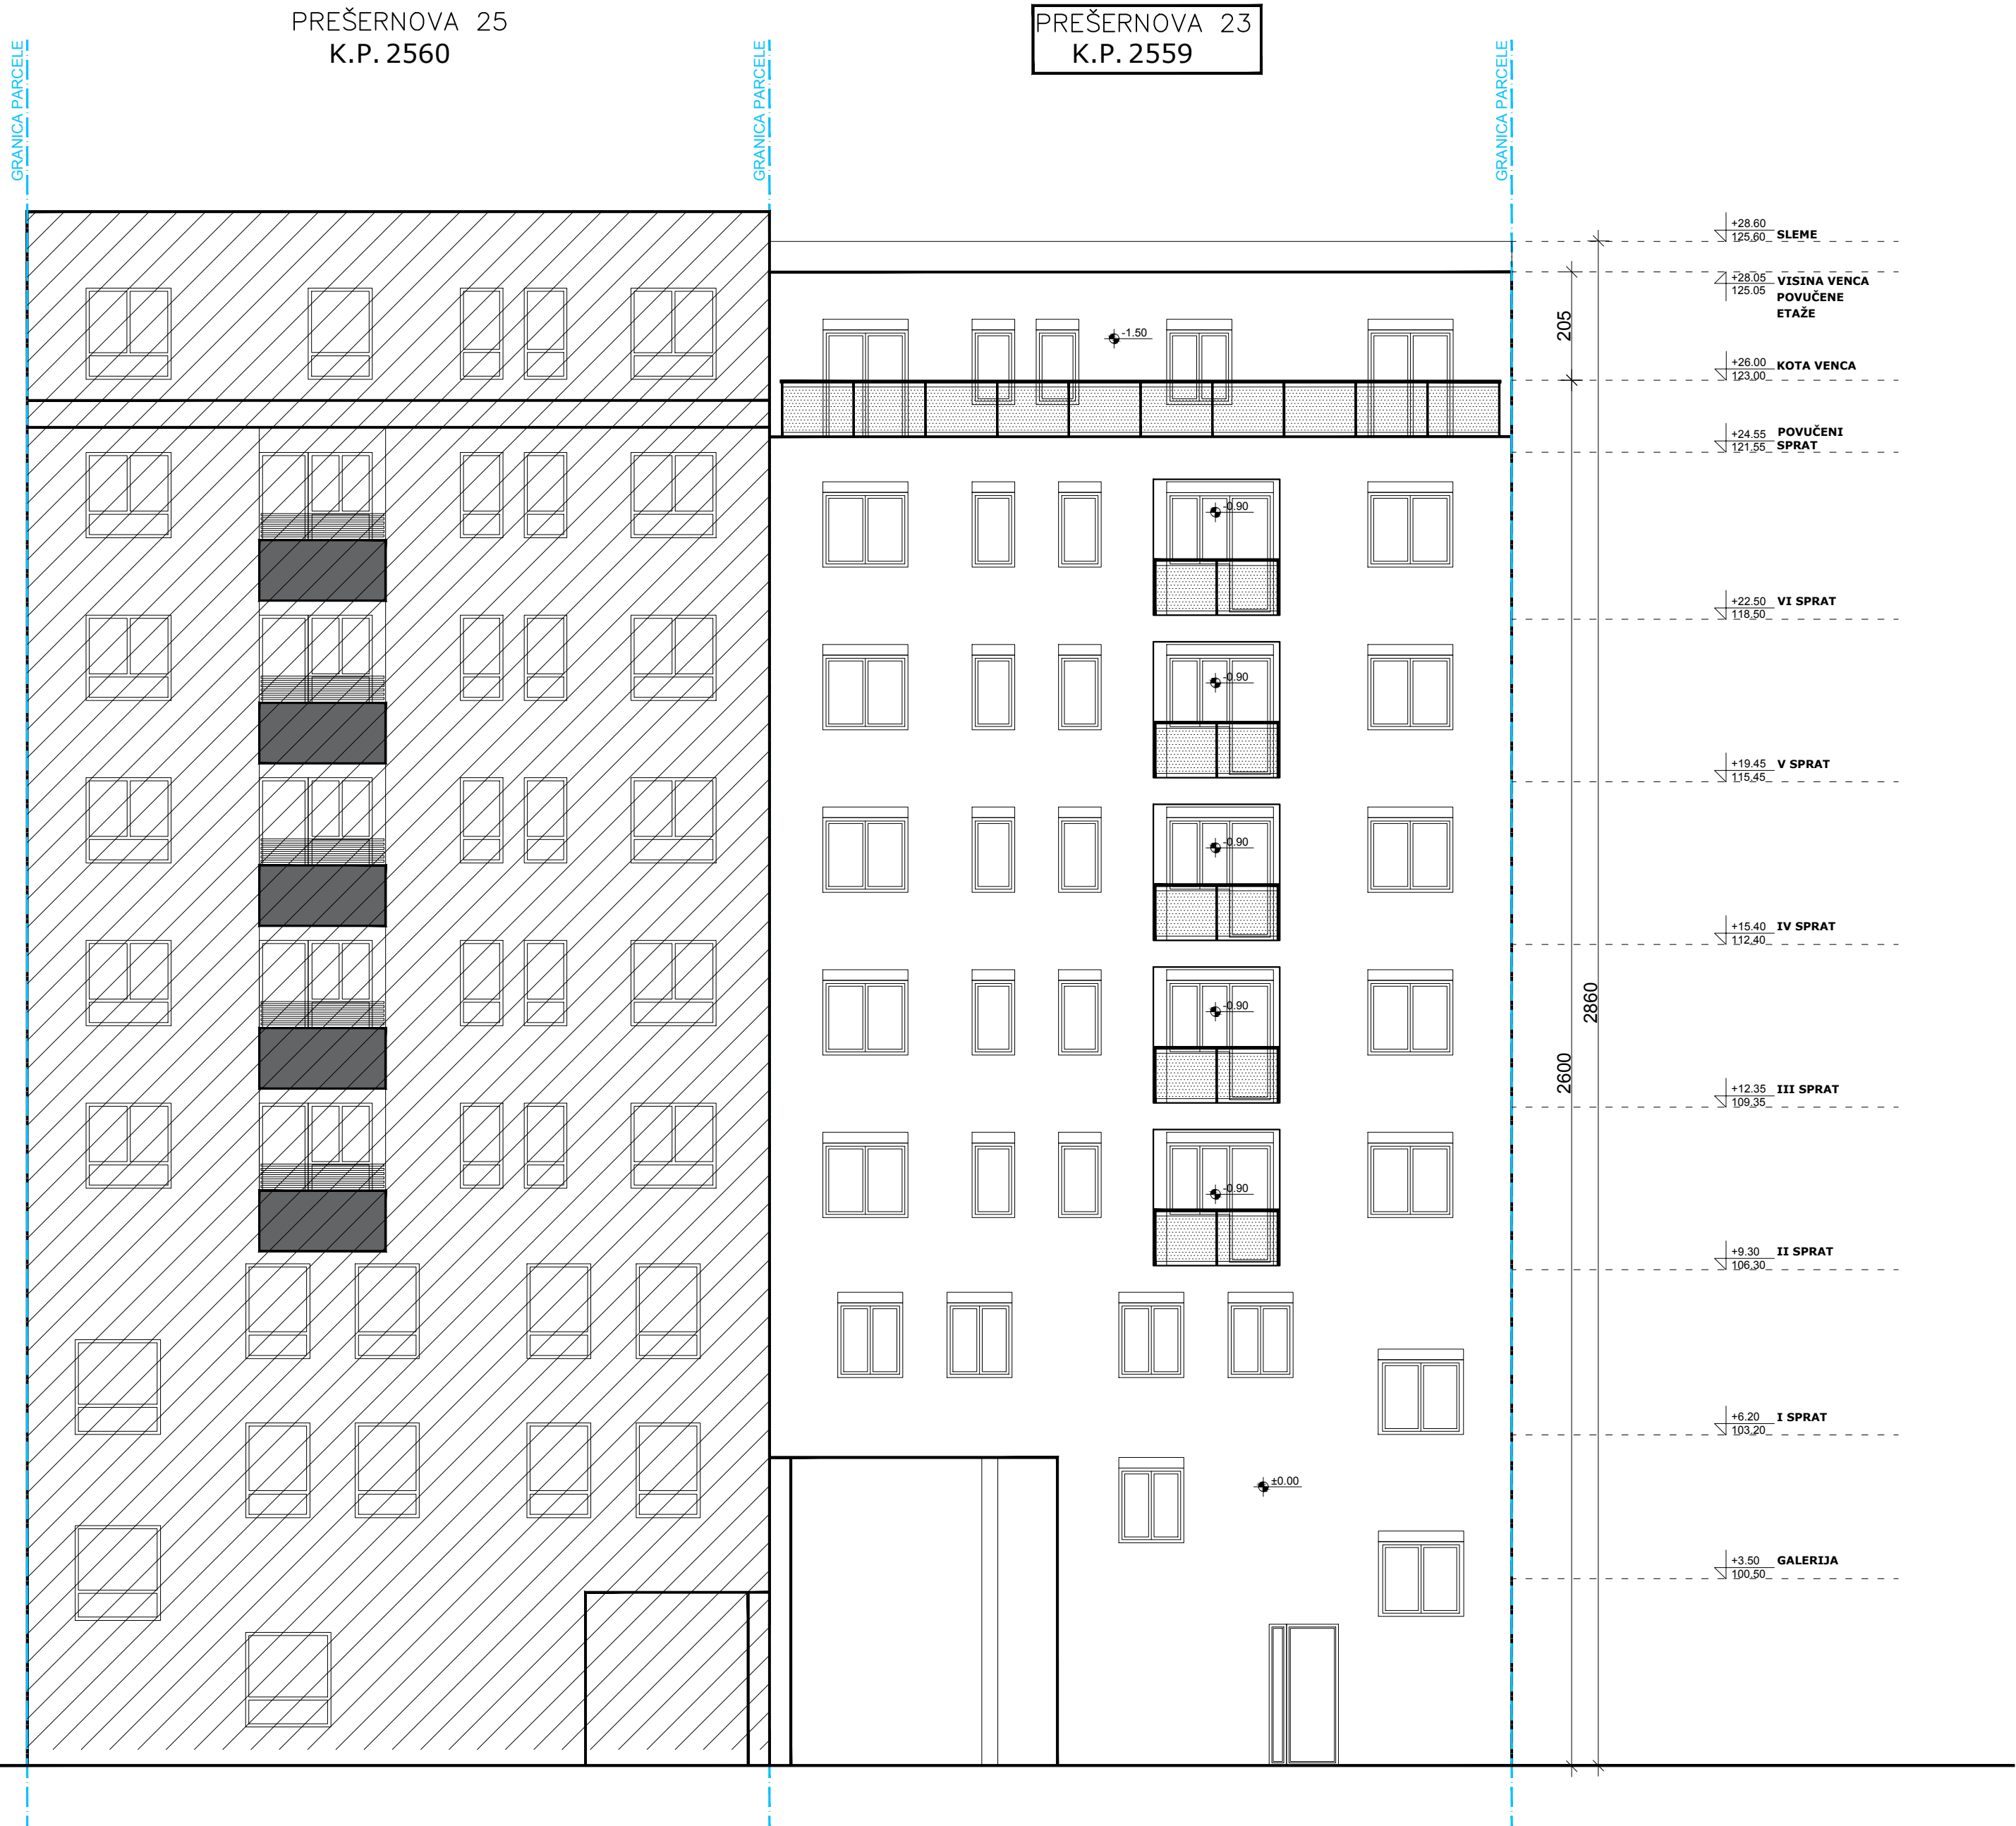 PREŠERNOVA 25
K.P. 2560
PREŠERNOVA 23
K.P. 2559
GRANICA PARCELE
GRANICA PARCELE
GRANICA PARCELE
+28.60
125,60 SLEME
+28.05
125.05
VISINA VENCA
POVUČENE
ETAŽE
205
-1.50
+26.00
123,00 KOTA VENCA
+24.55
121,55
POVUČENI
SPRAT
-0.90
+22.50
118,50 VI SPRAT
-0.90
+19.45
115,45 V SPRAT
-0.90
+15.40
112,40 IV SPRAT
-0.90
2860
2600
+12.35
109,35 III SPRAT
-0.90
+9.30
106,30 II SPRAT
+6.20
103,20 I SPRAT
±0.00
+3.50
100,50 GALERIJA